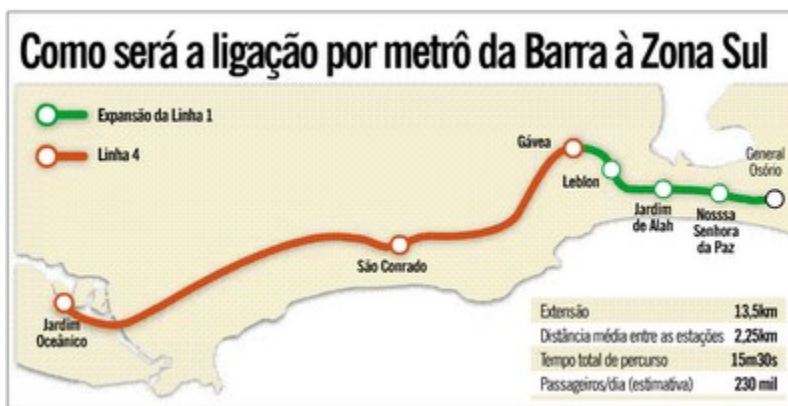 Como será a ligação por metrô da Barra à Zona Sul
Expansão da Linha 1
Linha 4
Gávea
General
Osório
Leblon
Jardim
de Alah
Nosssa
Senhora
da Paz
São Conrado
Jardim
Oceânico
Extensão 13,5km
Distância média entre as estações 2,25km
Tempo total de percurso 15m30s
Passageiros/dia (estimativa) 230 mil